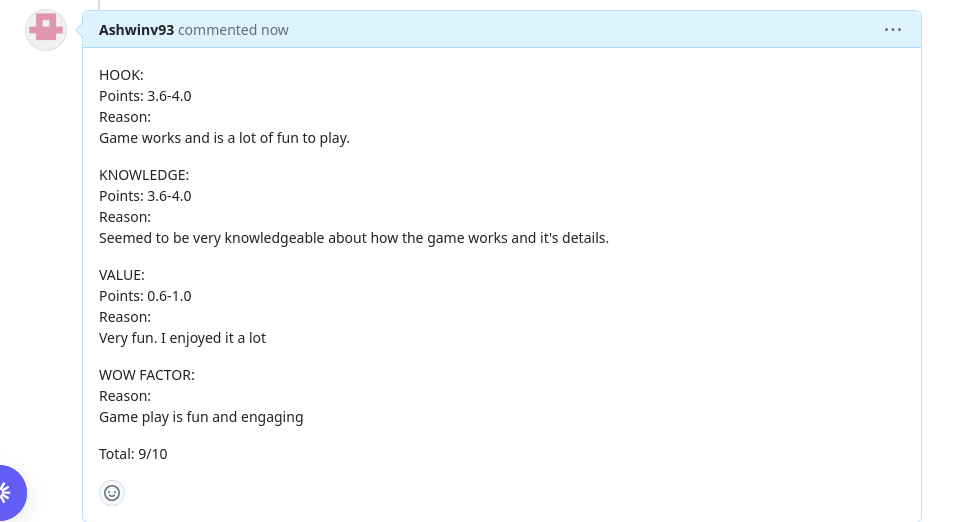 Ashwinv93 commented now
HOOK:
Points: 3.6-4.0
Reason:
Game works and is a lot of fun to play.
KNOWLEDGE:
Points: 3.6-4.0
Reason:
Seemed to be very knowledgeable about how the game works and it's details.
VALUE:
Points: 0.6-1.0
Reason:
Very fun. I enjoyed it a lot
WOW FACTOR:
Reason:
Game play is fun and engaging
Total: 9/10